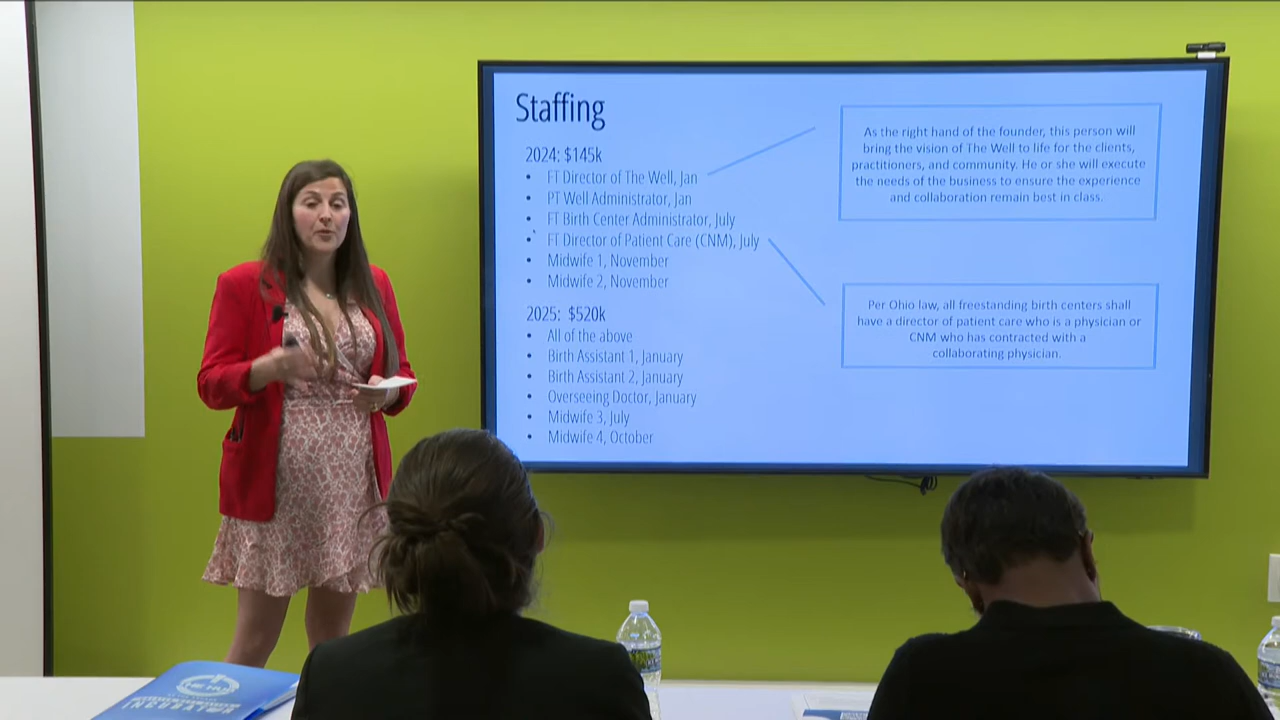 Staffing
2024: $145k
• FT Director of The Well, Jan
• PT Well Administrator, Jan
• FT Birth Center Administrator, July
• FT Director of Patient Care (CNM), July
• Midwife 1, November
• Midwife 2, November
2025: $520k
• All of the above
• Birth Assistant 1, January
• Birth Assistant 2, January
• Overseeing Doctor, January
• Midwife 3, July
• Midwife 4, October
As the right hand of the founder, this person will
bring the vision of The Well to life for the clients,
practitioners, and community. He or she will execute
the needs of the business to ensure the experience
and collaboration remain best in class.
Per Ohio law, all freestanding birth centers shall
have a director of patient care who is a physician or
CNM who has contracted with a
collaborating physician.